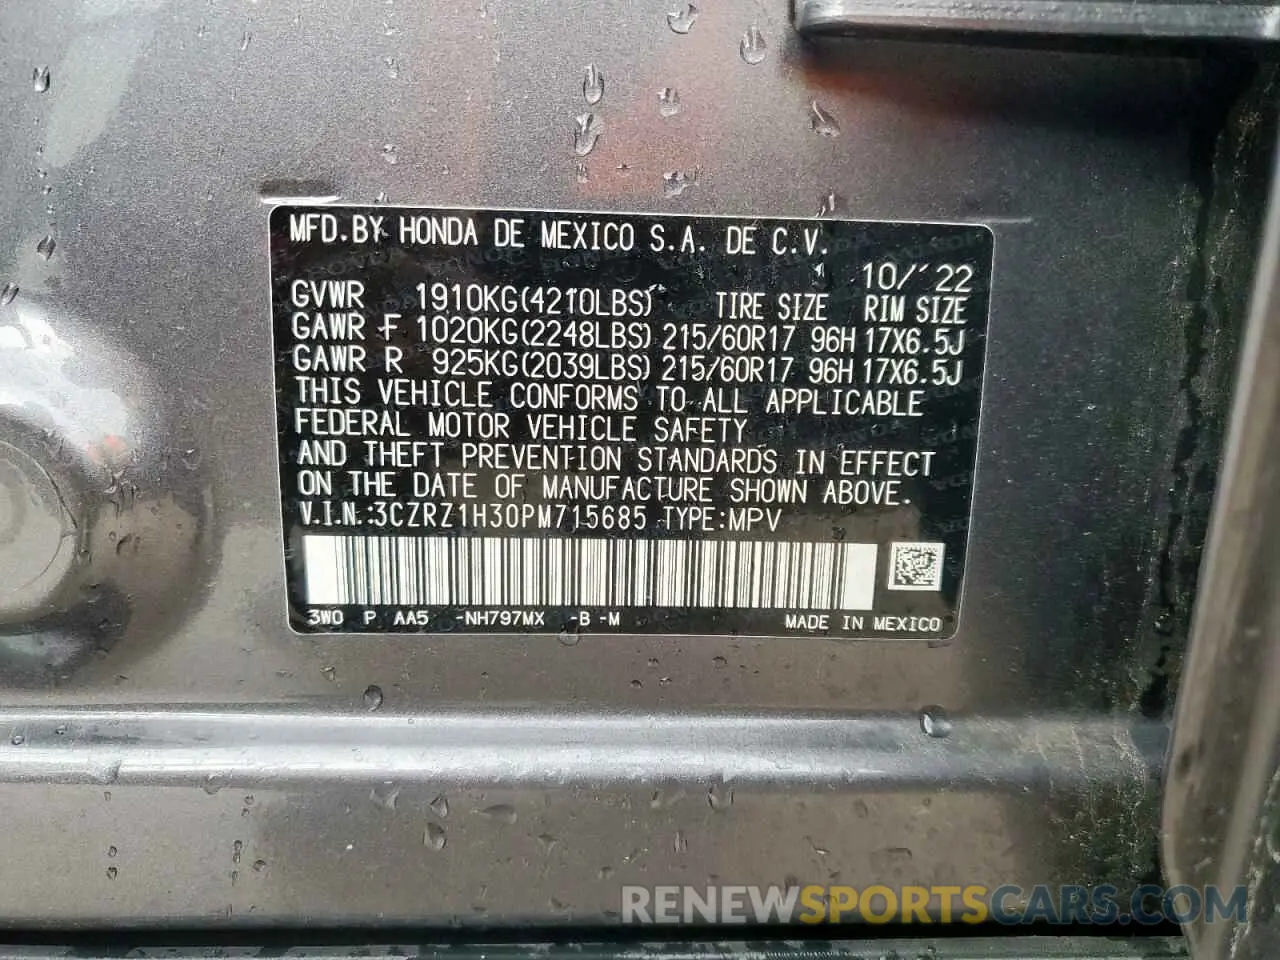 MFD.BY HONDA DE MEXICO S.A. DE C.V.
10/'22
GVWR 1910KG(4210LBS) TIRE SIZE RIM SIZE
GAWR F 1020KG(2248LBS) 215/60R17 96H 17X6.5J
GAWR R 925KG(2039LBS) 215/60R17 96H 17X6.5J
THIS VEHICLE CONFORMS TO ALL APPLICABLE
FEDERAL MOTOR VEHICLE SAFETY
AND THEFT PREVENTION STANDARDS IN EFFECT
ON THE DATE OF MANUFACTURE SHOWN ABOVE.
V.I.N.:3CZRZ1H30PM715685 TYPE:MPV
3W0 P AA5 -NH797MX -B -M MADE IN MEXICO
RENEWSPORTSCARS.COM